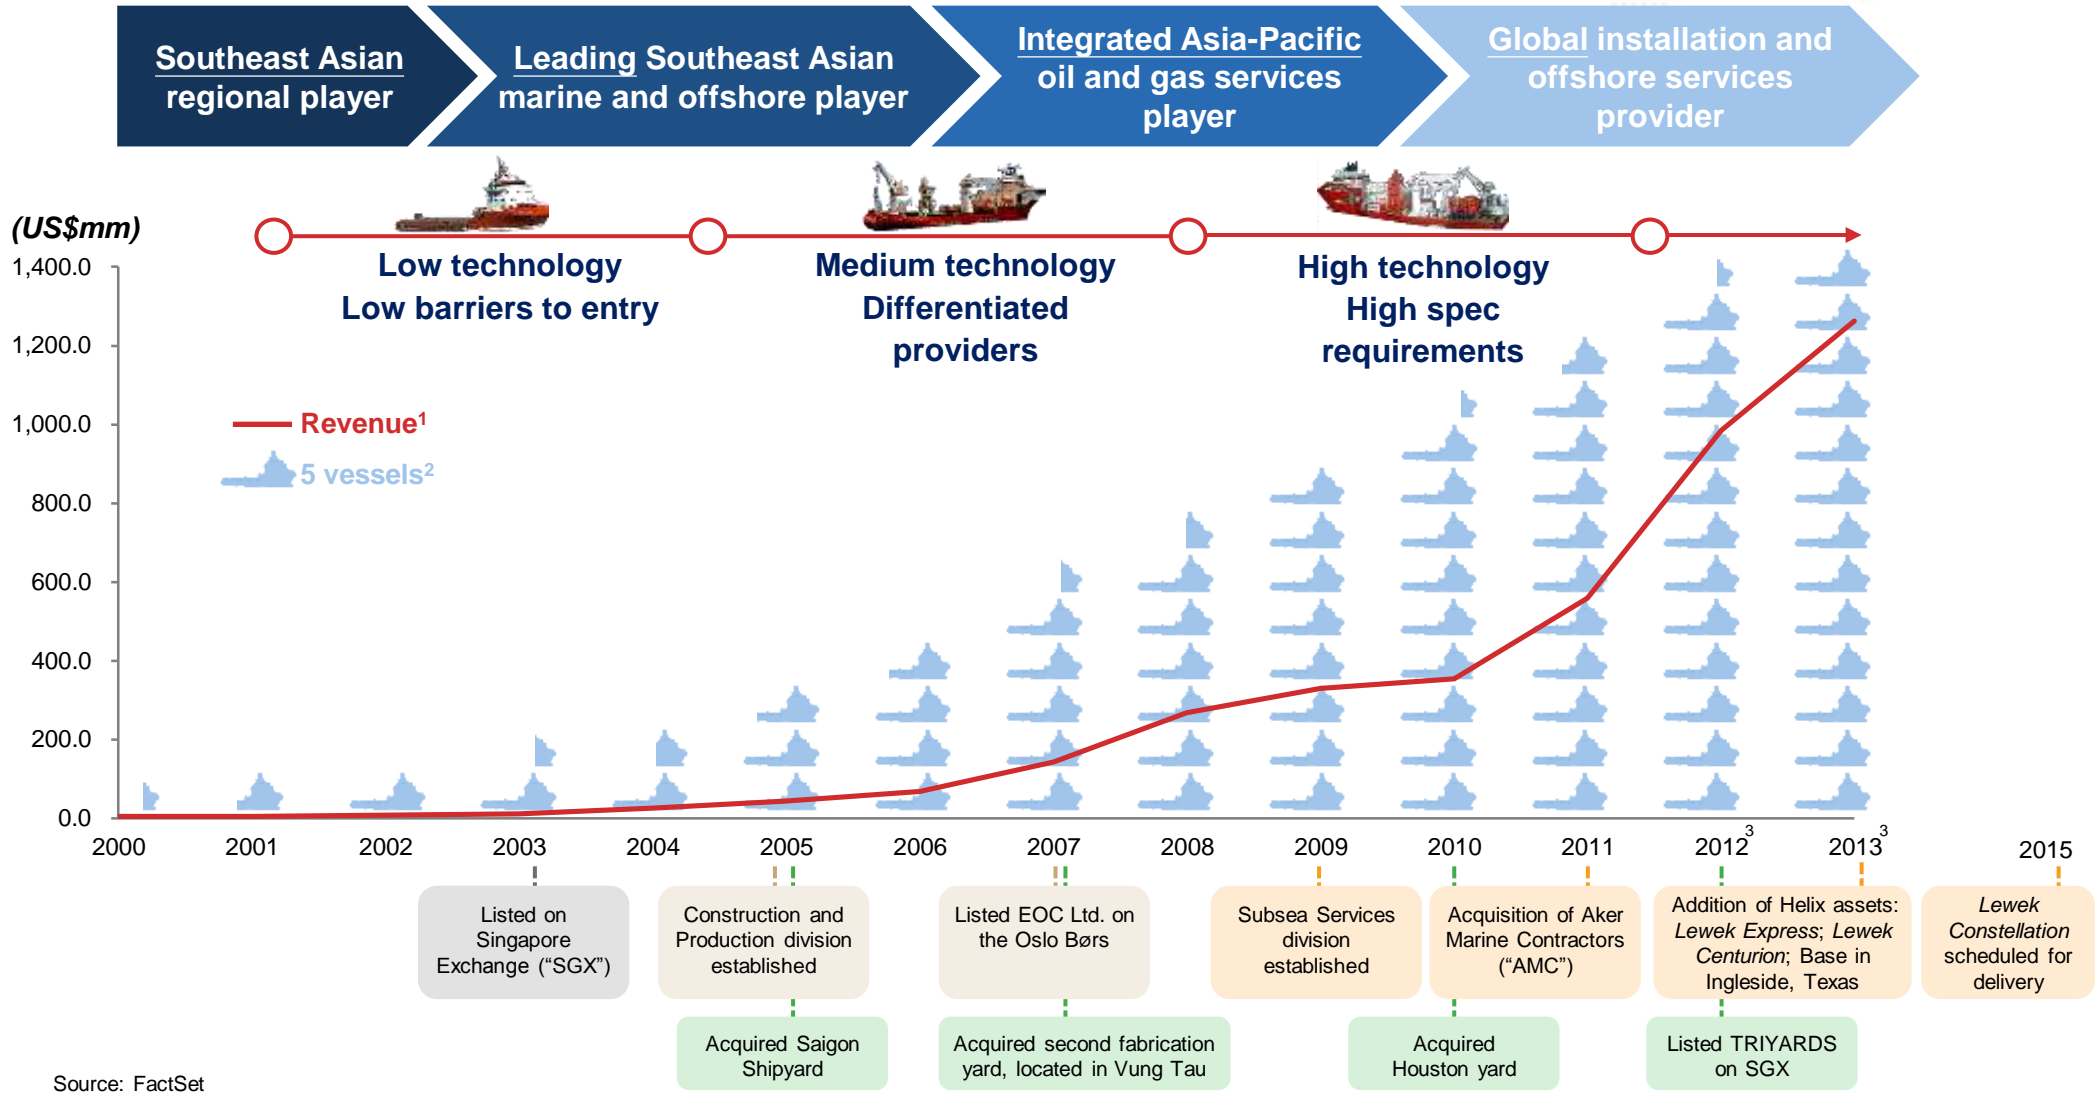 Southeast Asian
regional player
Leading Southeast Asian
marine and offshore player
Integrated Asia-Pacific
oil and gas services
player
Global installation and
offshore services
provider
(US$mm)
Low technology
Low barriers to entry
Medium technology
Differentiated
providers
High technology
High spec
requirements
1,400.0
1,200.0
1,000.0
800.0
600.0
400.0
200.0
0.0
Revenue¹
5 vessels²
2000 2001 2002 2003 2004 2005 2006 2007 2008 2009 2010 2011 2012³ 2013³ 2015
Listed on
Singapore
Exchange (“SGX”)
Construction and
Production division
established
Listed EOC Ltd. on
the Oslo Børs
Subsea Services
division
established
Acquisition of Aker
Marine Contractors
(“AMC”)
Addition of Helix assets:
Lewek Express; Lewek
Centurion; Base in
Ingleside, Texas
Lewek
Constellation
scheduled for
delivery
Acquired Saigon
Shipyard
Acquired second fabrication
yard, located in Vung Tau
Acquired
Houston yard
Listed TRIYARDS
on SGX
Source: FactSet